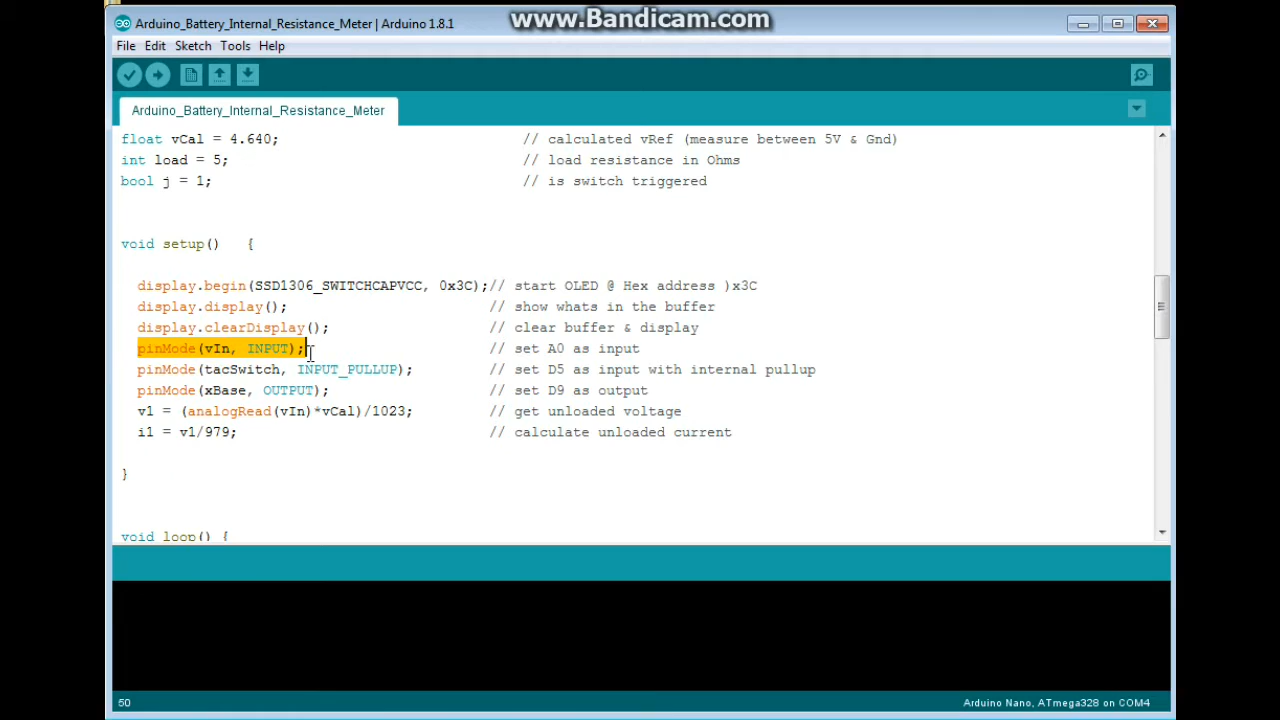 www.Bandicam.com
Arduino_Battery_Internal_Resistance_Meter | Arduino 1.8.1
File Edit Sketch Tools Help
Arduino_Battery_Internal_Resistance_Meter
float vCal = 4.640; // calculated vRef (measure between 5V & Gnd)
int load = 5; // load resistance in Ohms
bool j = 1; // is switch triggered
void setup() {
display.begin(SSD1306_SWITCHCAPVCC, 0x3C);// start OLED @ Hex address )x3C
display.display(); // show whats in the buffer
display.clearDisplay(); // clear buffer & display
pinMode(vIn, INPUT); // set A0 as input
pinMode(tacSwitch, INPUT_PULLUP); // set D5 as input with internal pullup
pinMode(xBase, OUTPUT); // set D9 as output
v1 = (analogRead(vIn)*vCal)/1023; // get unloaded voltage
i1 = v1/979; // calculate unloaded current
}
void loop() {
50 Arduino Nano, ATmega328 on COM4